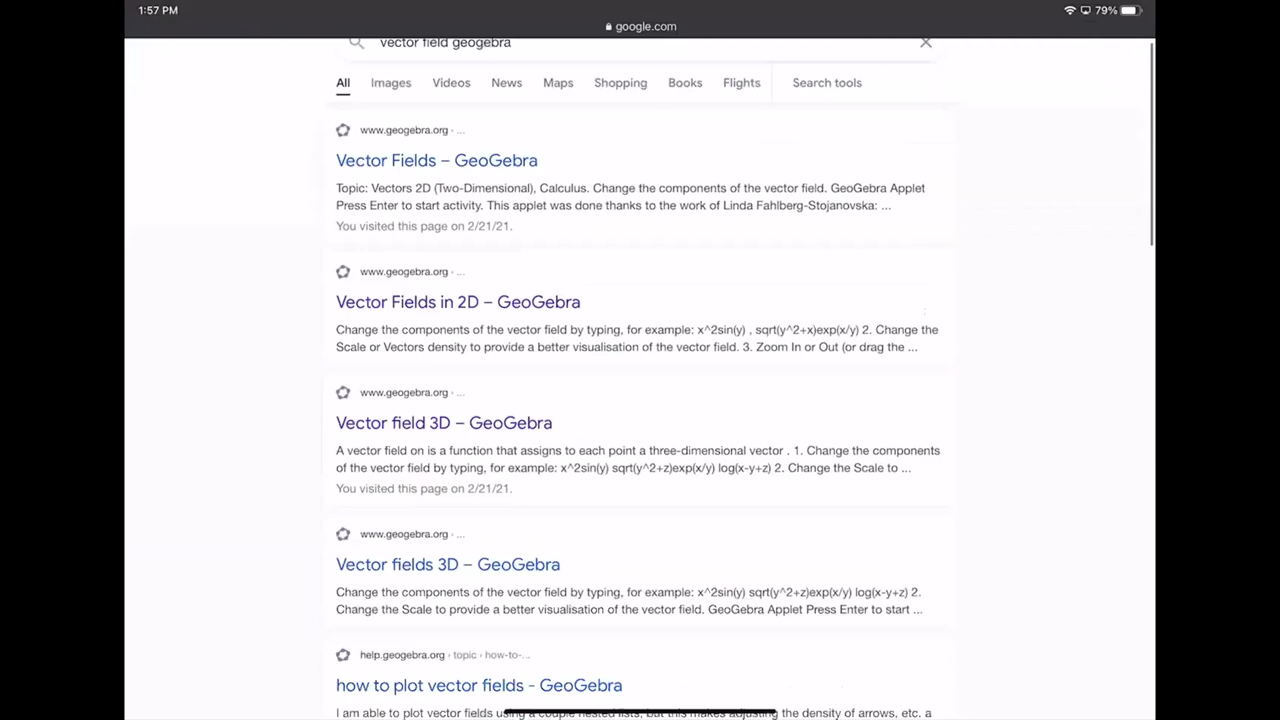 1:57 PM
79%
google.com
vector field geogebra
All Images Videos News Maps Shopping Books Flights Search tools
www.geogebra.org · ...
Vector Fields – GeoGebra
Topic: Vectors 2D (Two-Dimensional), Calculus. Change the components of the vector field. GeoGebra Applet
Press Enter to start activity. This applet was done thanks to the work of Linda Fahlberg-Stojanovska: ...
You visited this page on 2/21/21.
www.geogebra.org · ...
Vector Fields in 2D – GeoGebra
Change the components of the vector field by typing, for example: x^2sin(y) , sqrt(y^2+x)exp(x/y) 2. Change the
Scale or Vectors density to provide a better visualisation of the vector field. 3. Zoom In or Out (or drag the ...
www.geogebra.org · ...
Vector field 3D – GeoGebra
A vector field on is a function that assigns to each point a three-dimensional vector . 1. Change the components
of the vector field by typing, for example: x^2sin(y) sqrt(y^2+z)exp(x/y) log(x-y+z) 2. Change the Scale to ...
You visited this page on 2/21/21.
www.geogebra.org · ...
Vector fields 3D – GeoGebra
Change the components of the vector field by typing, for example: x^2sin(y) sqrt(y^2+z)exp(x/y) log(x-y+z) 2.
Change the Scale to provide a better visualisation of the vector field. GeoGebra Applet Press Enter to start ...
help.geogebra.org › topic › how-to-...
how to plot vector fields - GeoGebra
I am able to plot vector fields using a couple nested lists, but this makes adjusting the density of arrows, etc. a